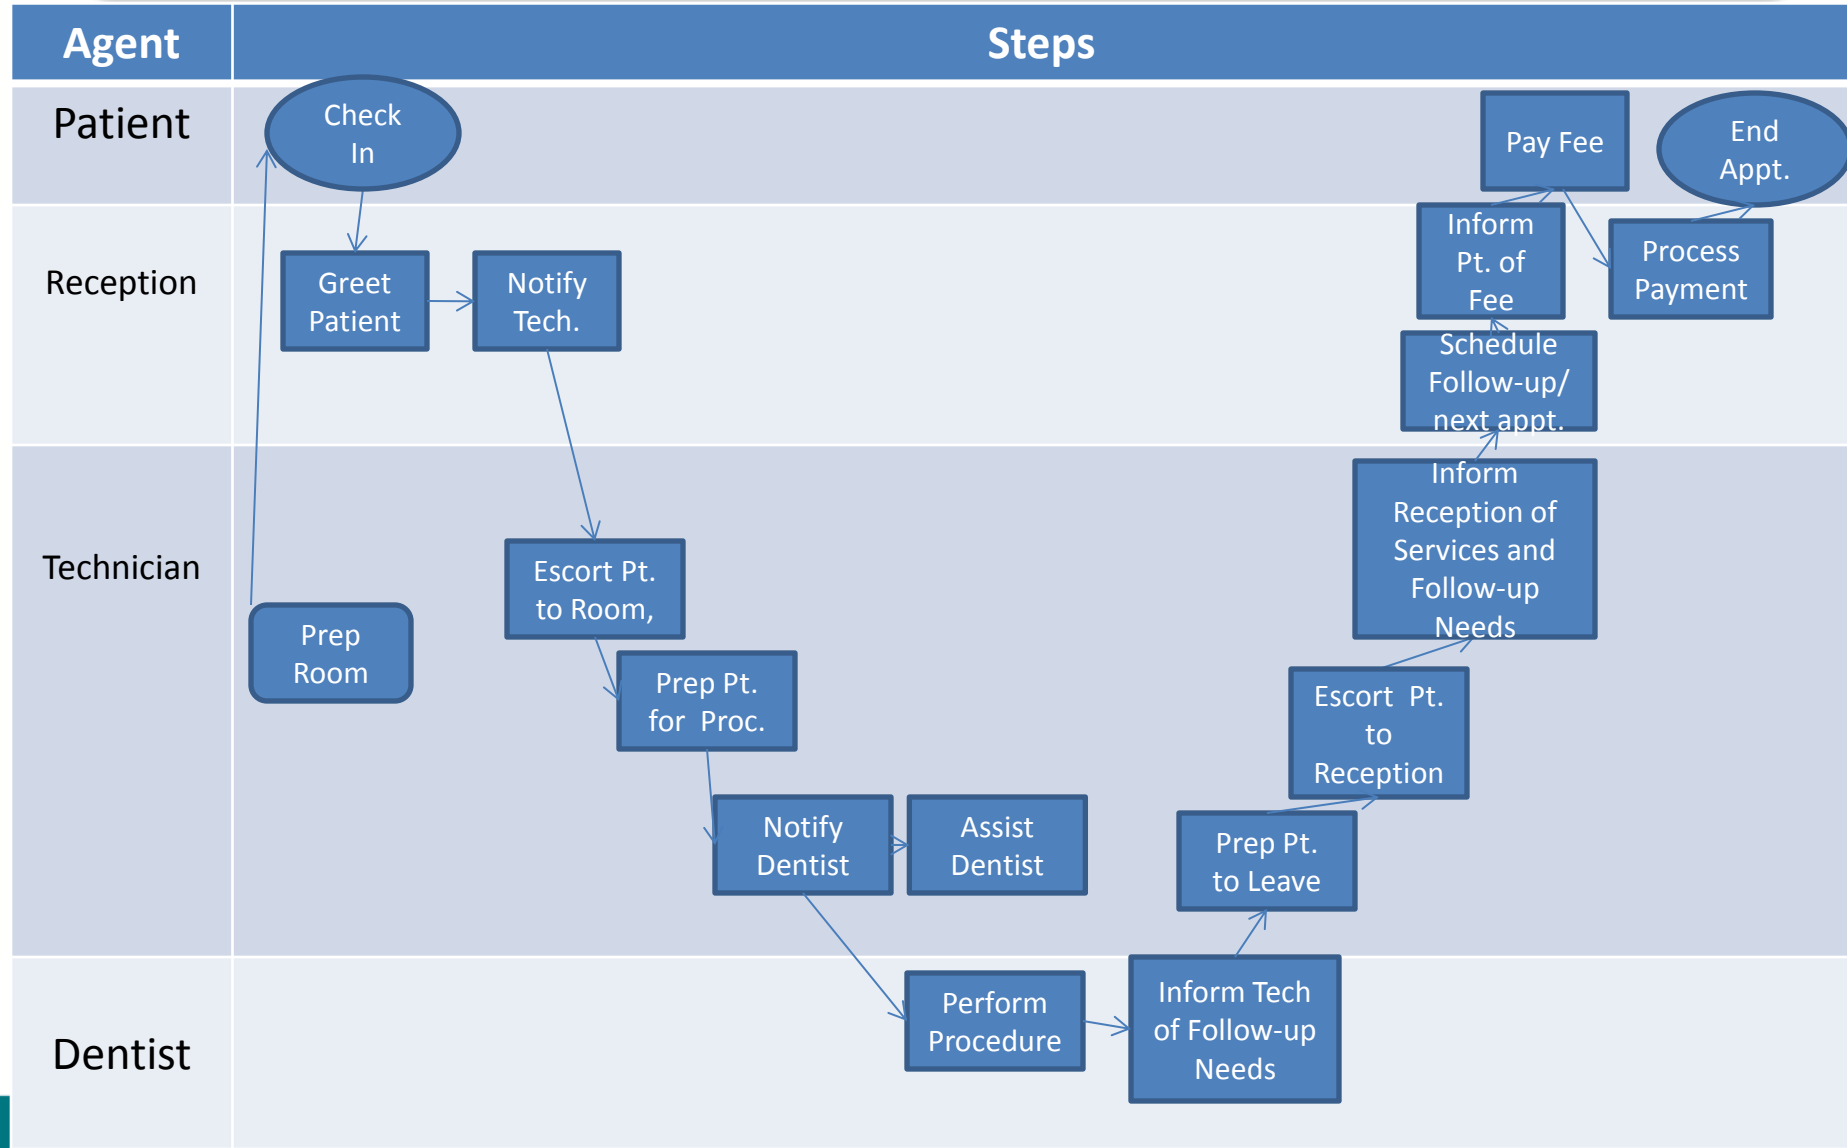 Agent
Steps
Patient
Check
In
Pay Fee
End
Appt.
Reception
Greet
Patient
Notify
Tech.
Inform
Pt. of
Fee
Process
Payment
Schedule
Follow-up/
next appt.
Technician
Prep
Room
Escort Pt.
to Room,
Prep Pt.
for Proc.
Notify
Dentist
Assist
Dentist
Prep Pt.
to Leave
Escort Pt.
to
Reception
Inform
Reception of
Services and
Follow-up
Needs
Dentist
Perform
Procedure
Inform Tech
of Follow-up
Needs